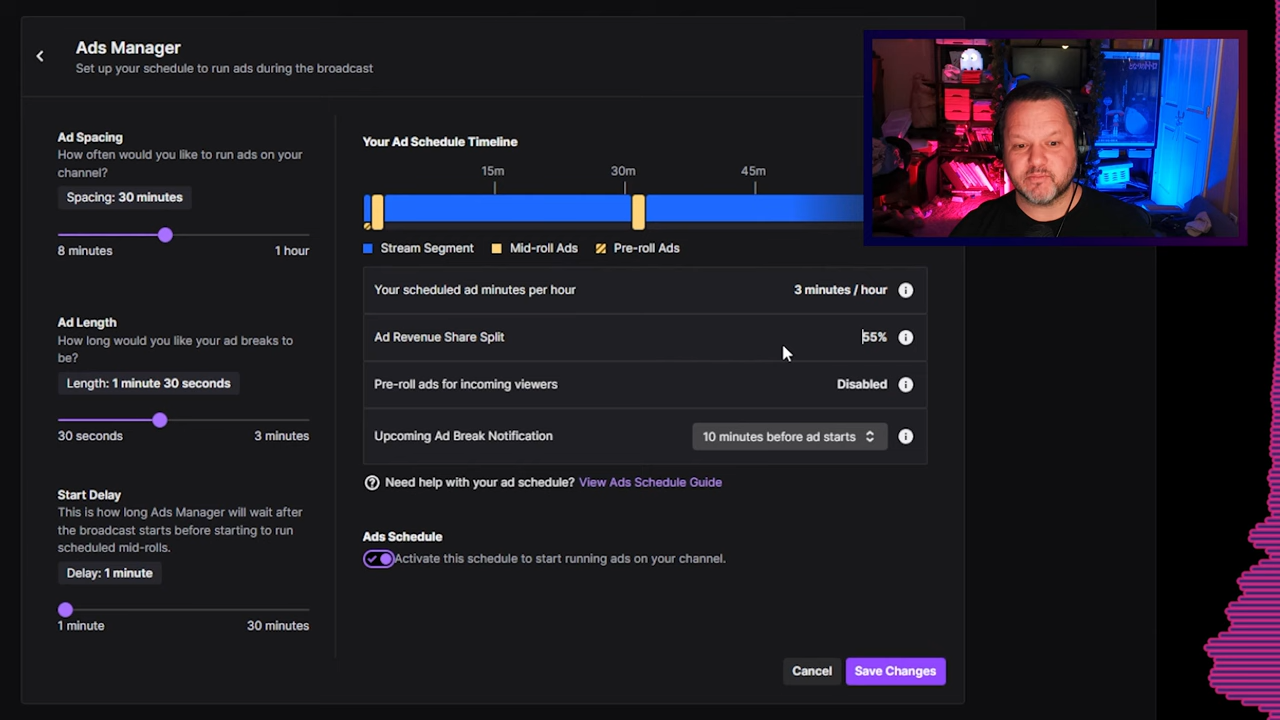 Ads Manager
Set up your schedule to run ads during the broadcast
Ad Spacing
How often would you like to run ads on your
channel?
Spacing: 30 minutes
8 minutes
1 hour
Ad Length
How long would you like your ad breaks to
be?
Length: 1 minute 30 seconds
30 seconds
3 minutes
Start Delay
This is how long Ads Manager will wait after
the broadcast starts before starting to run
scheduled mid-rolls.
Delay: 1 minute
1 minute
30 minutes
Your Ad Schedule Timeline
15m
30m
45m
Stream Segment
Mid-roll Ads
Pre-roll Ads
Your scheduled ad minutes per hour
3 minutes / hour
Ad Revenue Share Split
55%
Pre-roll ads for incoming viewers
Disabled
Upcoming Ad Break Notification
10 minutes before ad starts
Need help with your ad schedule? View Ads Schedule Guide
Ads Schedule
Activate this schedule to start running ads on your channel.
Cancel
Save Changes